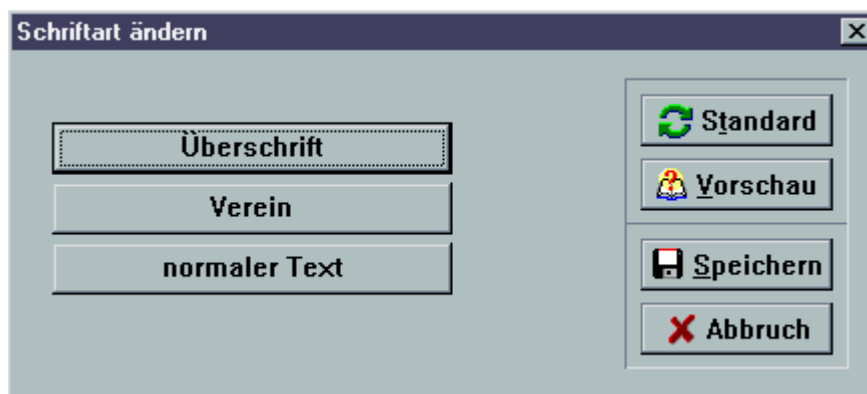 Schriftart ändern
Überschrift
Verein
normaler Text
Standard
Vorschau
Speichern
Abbruch